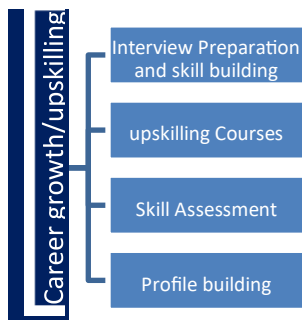 Career growth/upskilling
Interview Preparation
and skill building
upskilling Courses
Skill Assessment
Profile building